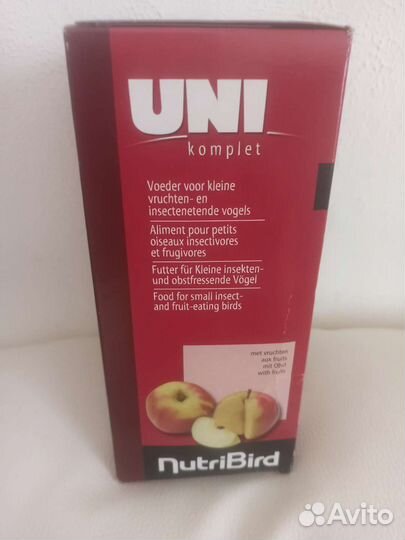 UNI
komplet
Voeder voor kleine
vruchten- en
insectenetende vogels
Aliment pour petits
oiseaux insectivores
et frugivores
Futter für Kleine insekten-
und obstfressende Vögel
Food for small insect-
and fruit-eating birds
met vruchten
aux fruits
mit Obst
with fruits
NutriBird
Avito